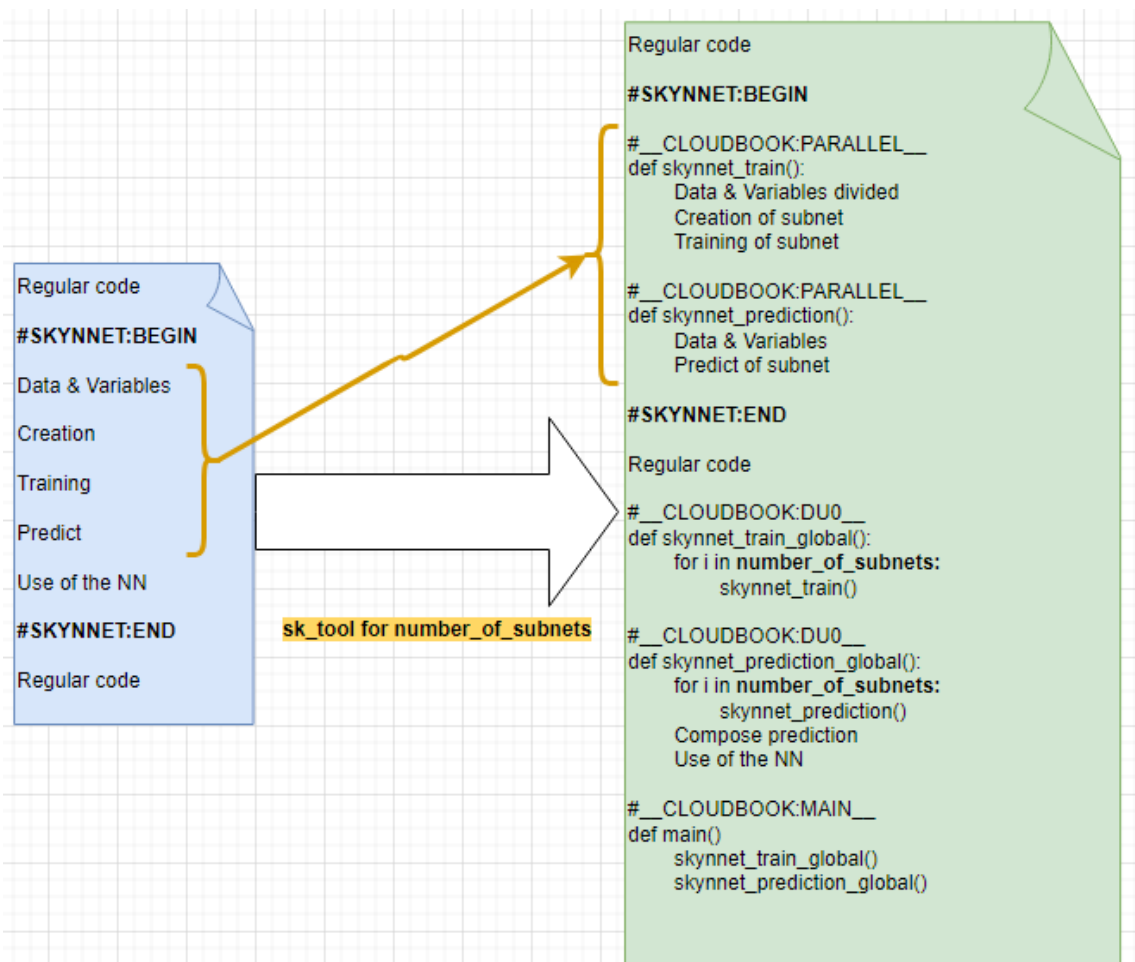 Regular code
#SKYNNET:BEGIN
Data & Variables
Creation
Training
Predict
Use of the NN
#SKYNNET:END
Regular code
sk_tool for number_of_subnets
Regular code
#SKYNNET:BEGIN
#__CLOUDBOOK:PARALLEL__
def skynnet_train():
Data & Variables divided
Creation of subnet
Training of subnet
#__CLOUDBOOK:PARALLEL__
def skynnet_prediction():
Data & Variables
Predict of subnet
#SKYNNET:END
Regular code
#__CLOUDBOOK:DU0__
def skynnet_train_global():
for i in number_of_subnets:
skynnet_train()
#__CLOUDBOOK:DU0__
def skynnet_prediction_global():
for i in number_of_subnets:
skynnet_prediction()
Compose prediction
Use of the NN
#__CLOUDBOOK:MAIN__
def main()
skynnet_train_global()
skynnet_prediction_global()